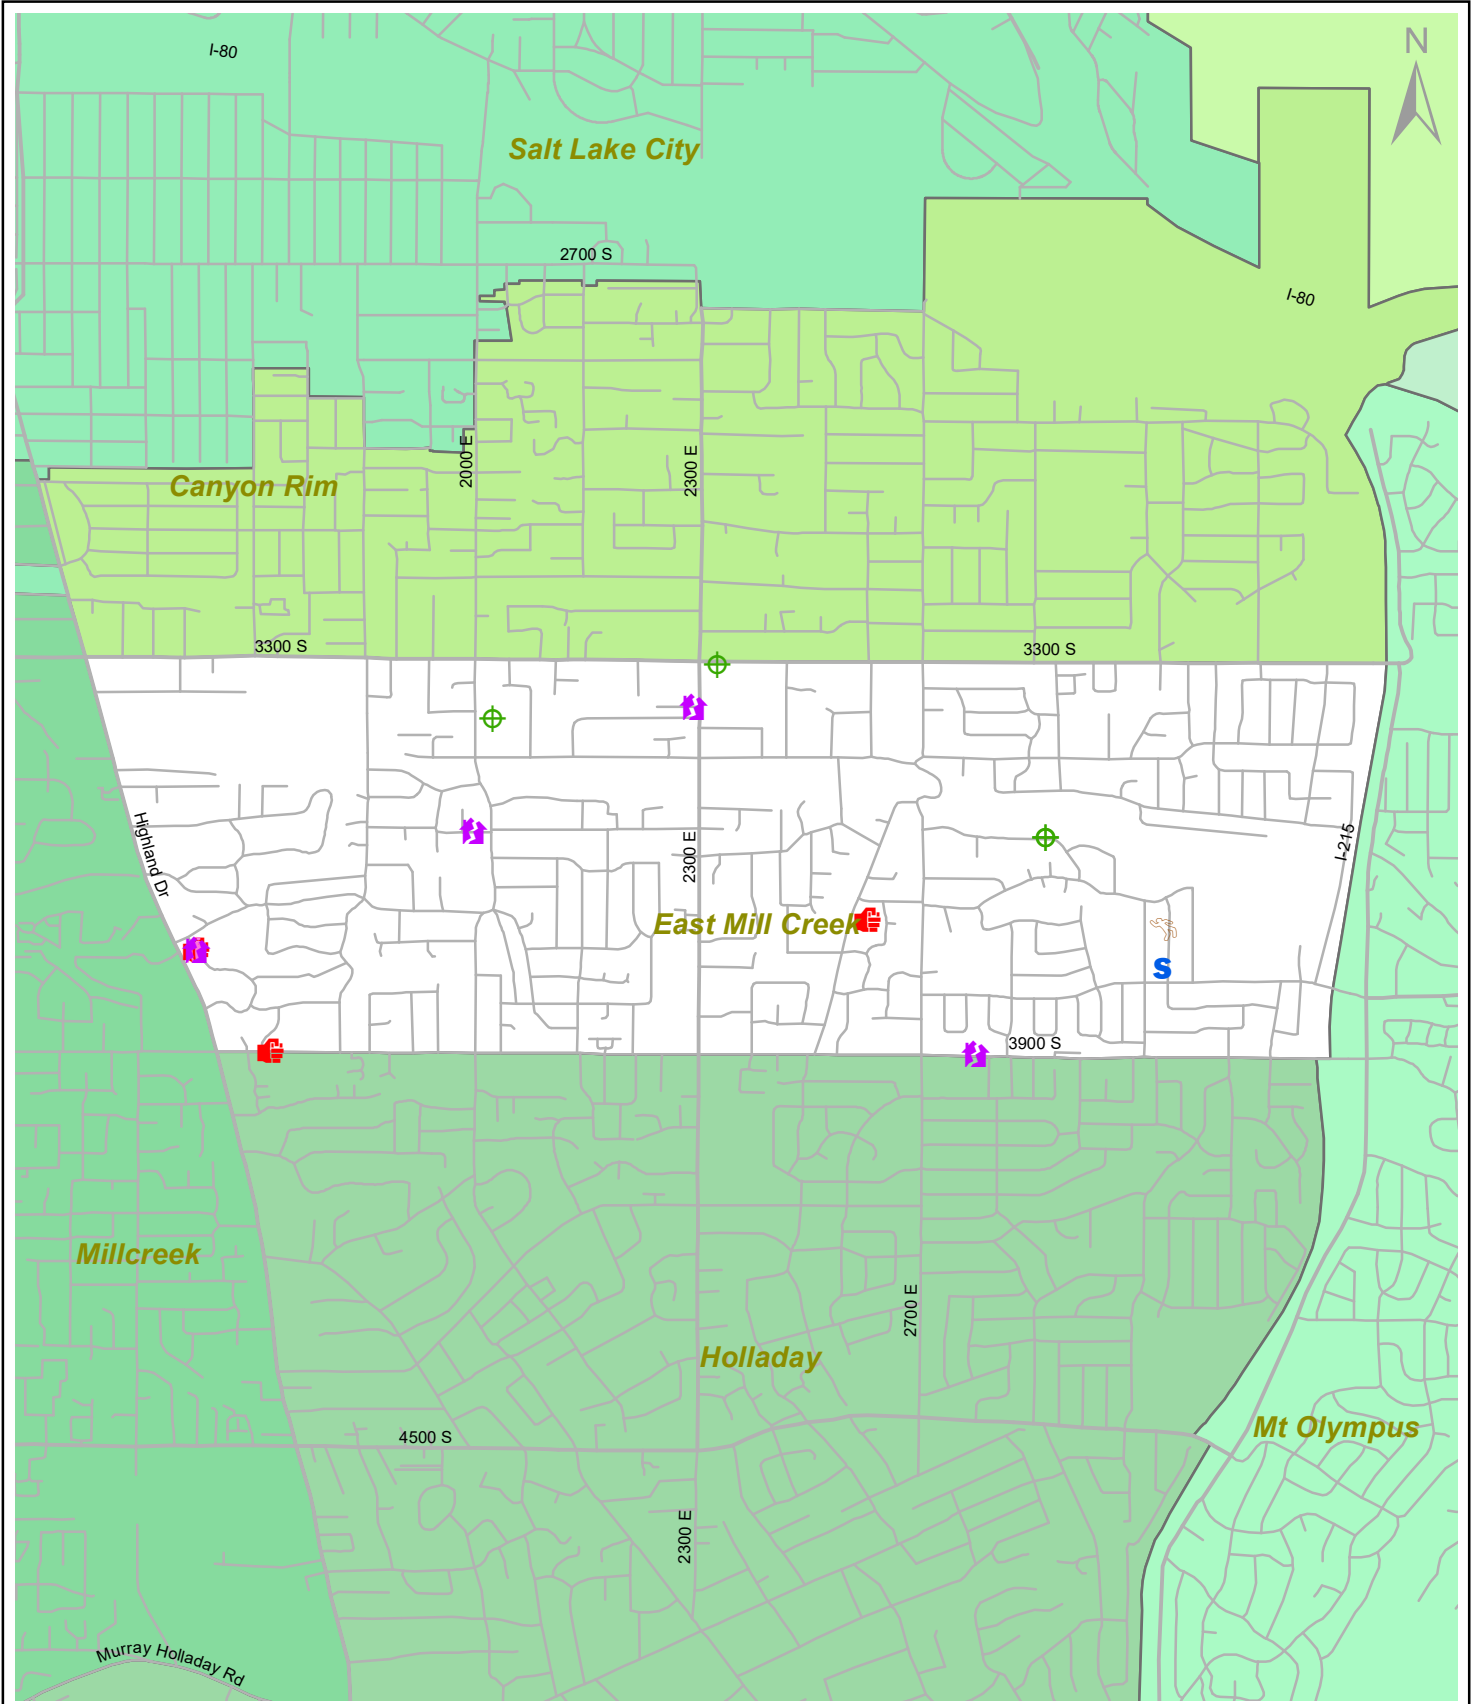 I-80
N
Salt Lake City
2700 S
I-80
2000 E
2300 E
Canyon Rim
3300 S
3300 S
Highland Dr
2300 E
I-215
East Mill Creek
S
3900 S
Millcreek
2700 E
Holladay
Mt Olympus
4500 S
2300 E
Murray Holladay Rd